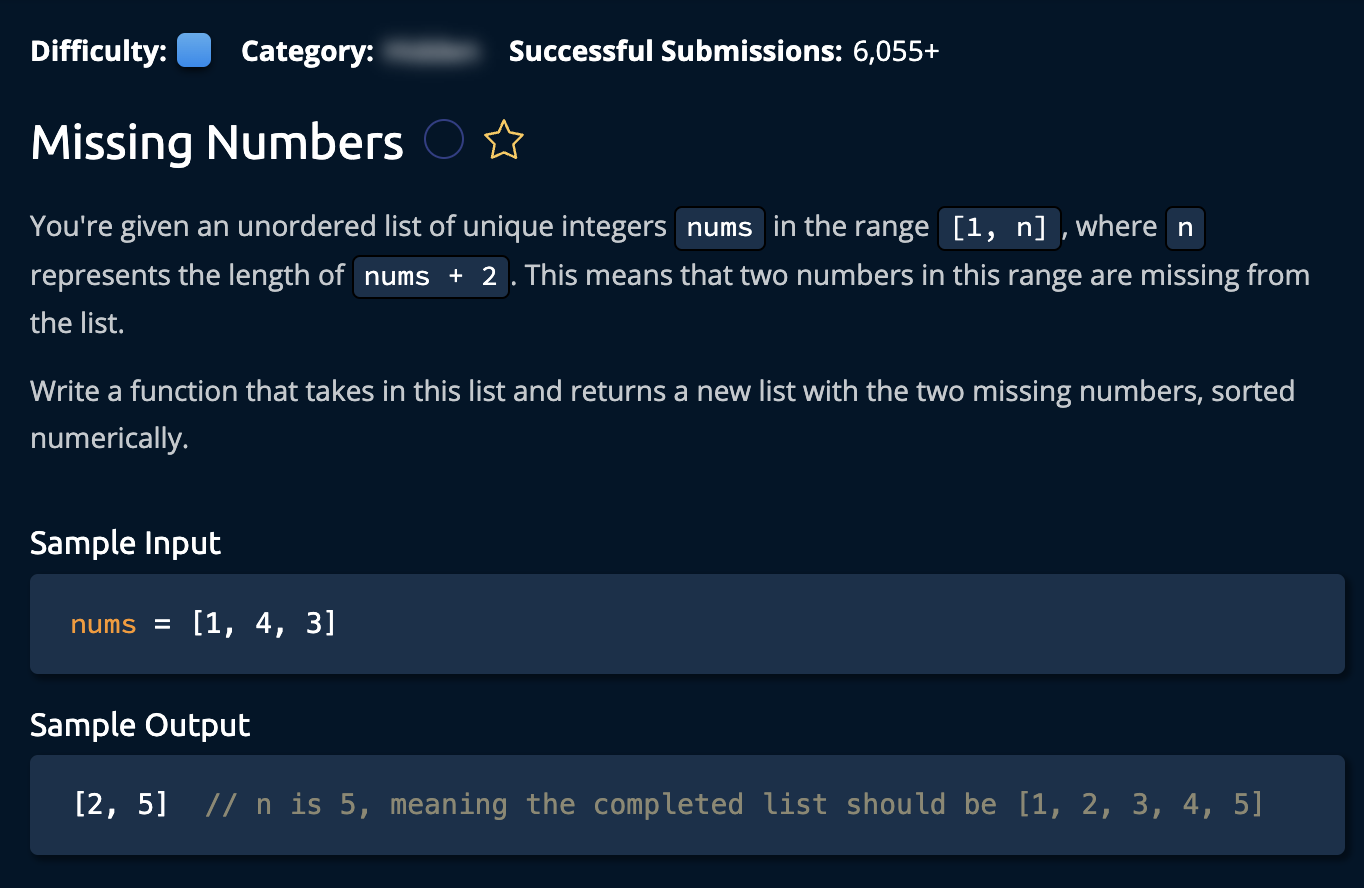 Difficulty: Category: Successful Submissions: 6,055+
Missing Numbers
You're given an unordered list of unique integers nums in the range [1, n], where n
represents the length of nums + 2. This means that two numbers in this range are missing from
the list.
Write a function that takes in this list and returns a new list with the two missing numbers, sorted
numerically.
Sample Input
nums = [1, 4, 3]
Sample Output
[2, 5] // n is 5, meaning the completed list should be [1, 2, 3, 4, 5]